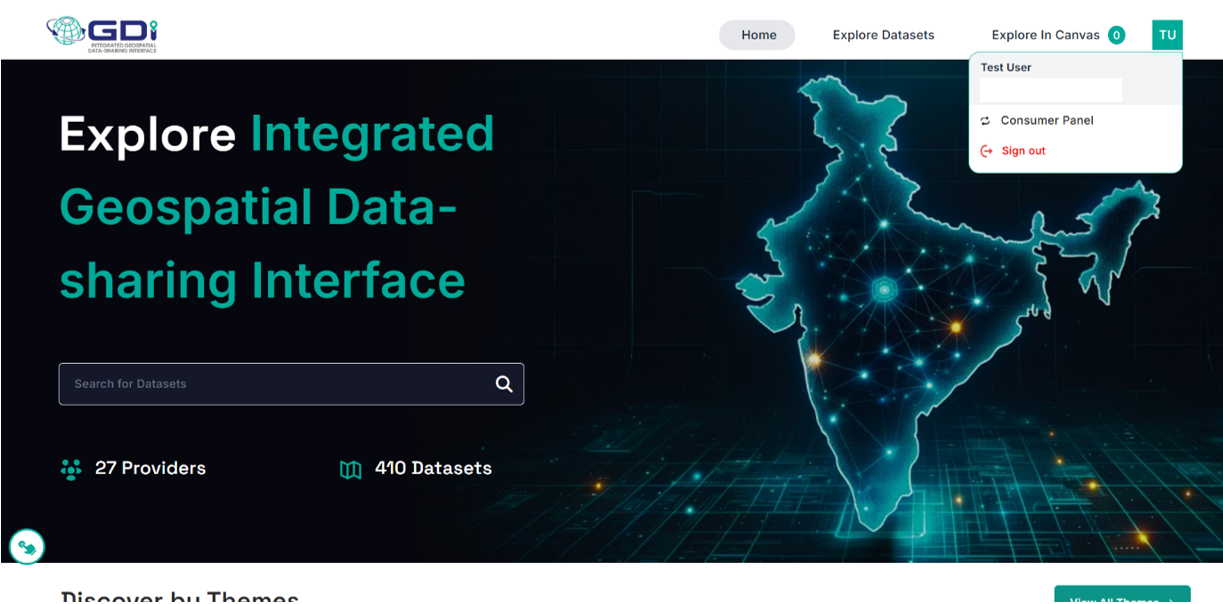 GDi
INTEGRATED GEOSPATIAL
DATA-SHARING INTERFACE
Home
Explore Datasets
Explore In Canvas 0
TU
Test User
Consumer Panel
Sign out
Explore Integrated
Geospatial Data-
sharing Interface
Search for Datasets
27 Providers
410 Datasets
Discover by Themes
View All Themes